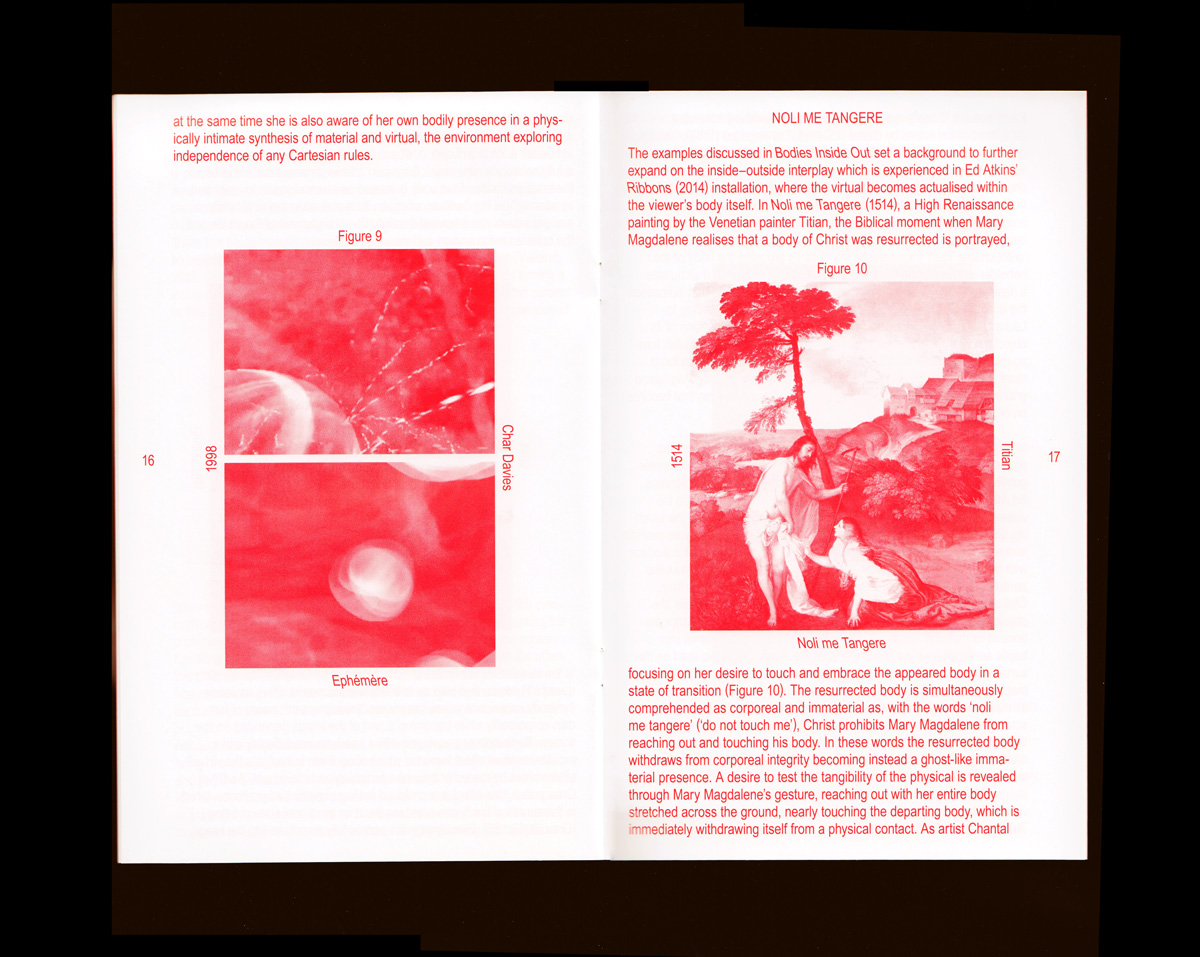 at the same time she is also aware of her own bodily presence in a phys-
ically intimate synthesis of material and virtual, the environment exploring
independence of any Cartesian rules.
Figure 9
1998
Char Davies
Ephémère
16
NOLI ME TANGERE
The examples discussed in Bodies Inside Out set a background to further
expand on the inside–outside interplay which is experienced in Ed Atkins’
Ribbons (2014) installation, where the virtual becomes actualised within
the viewer’s body itself. In Noli me Tangere (1514), a High Renaissance
painting by the Venetian painter Titian, the Biblical moment when Mary
Magdalene realises that a body of Christ was resurrected is portrayed,
Figure 10
1514
Titian
Noli me Tangere
17
focusing on her desire to touch and embrace the appeared body in a
state of transition (Figure 10). The resurrected body is simultaneously
comprehended as corporeal and immaterial as, with the words ‘noli
me tangere’ (‘do not touch me’), Christ prohibits Mary Magdalene from
reaching out and touching his body. In these words the resurrected body
withdraws from corporeal integrity becoming instead a ghost-like imma-
terial presence. A desire to test the tangibility of the physical is revealed
through Mary Magdalene’s gesture, reaching out with her entire body
stretched across the ground, nearly touching the departing body, which is
immediately withdrawing itself from a physical contact. As artist Chantal